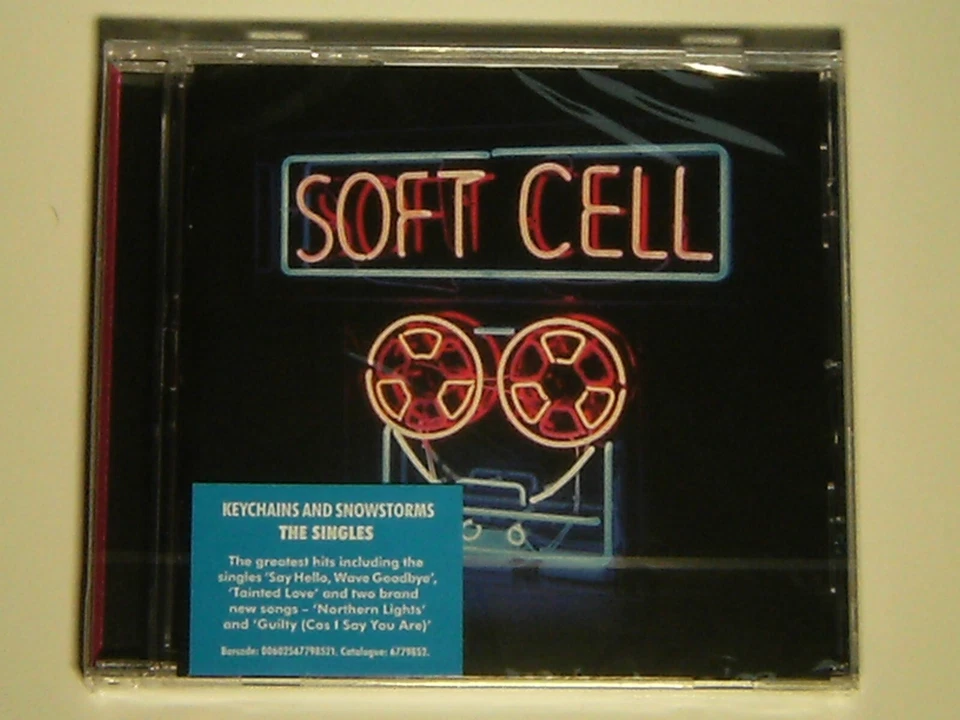 SOFT CELL
KEYCHAINS AND SNOWSTORMS
THE SINGLES
The greatest hits including the
singles 'Say Hello, Wave Goodbye',
'Tainted Love' and two brand
new songs – 'Northern Lights'
and 'Guilty (Cos I Say You Are)'
Barcode: 00602567798521. Catalogue: 6779852.